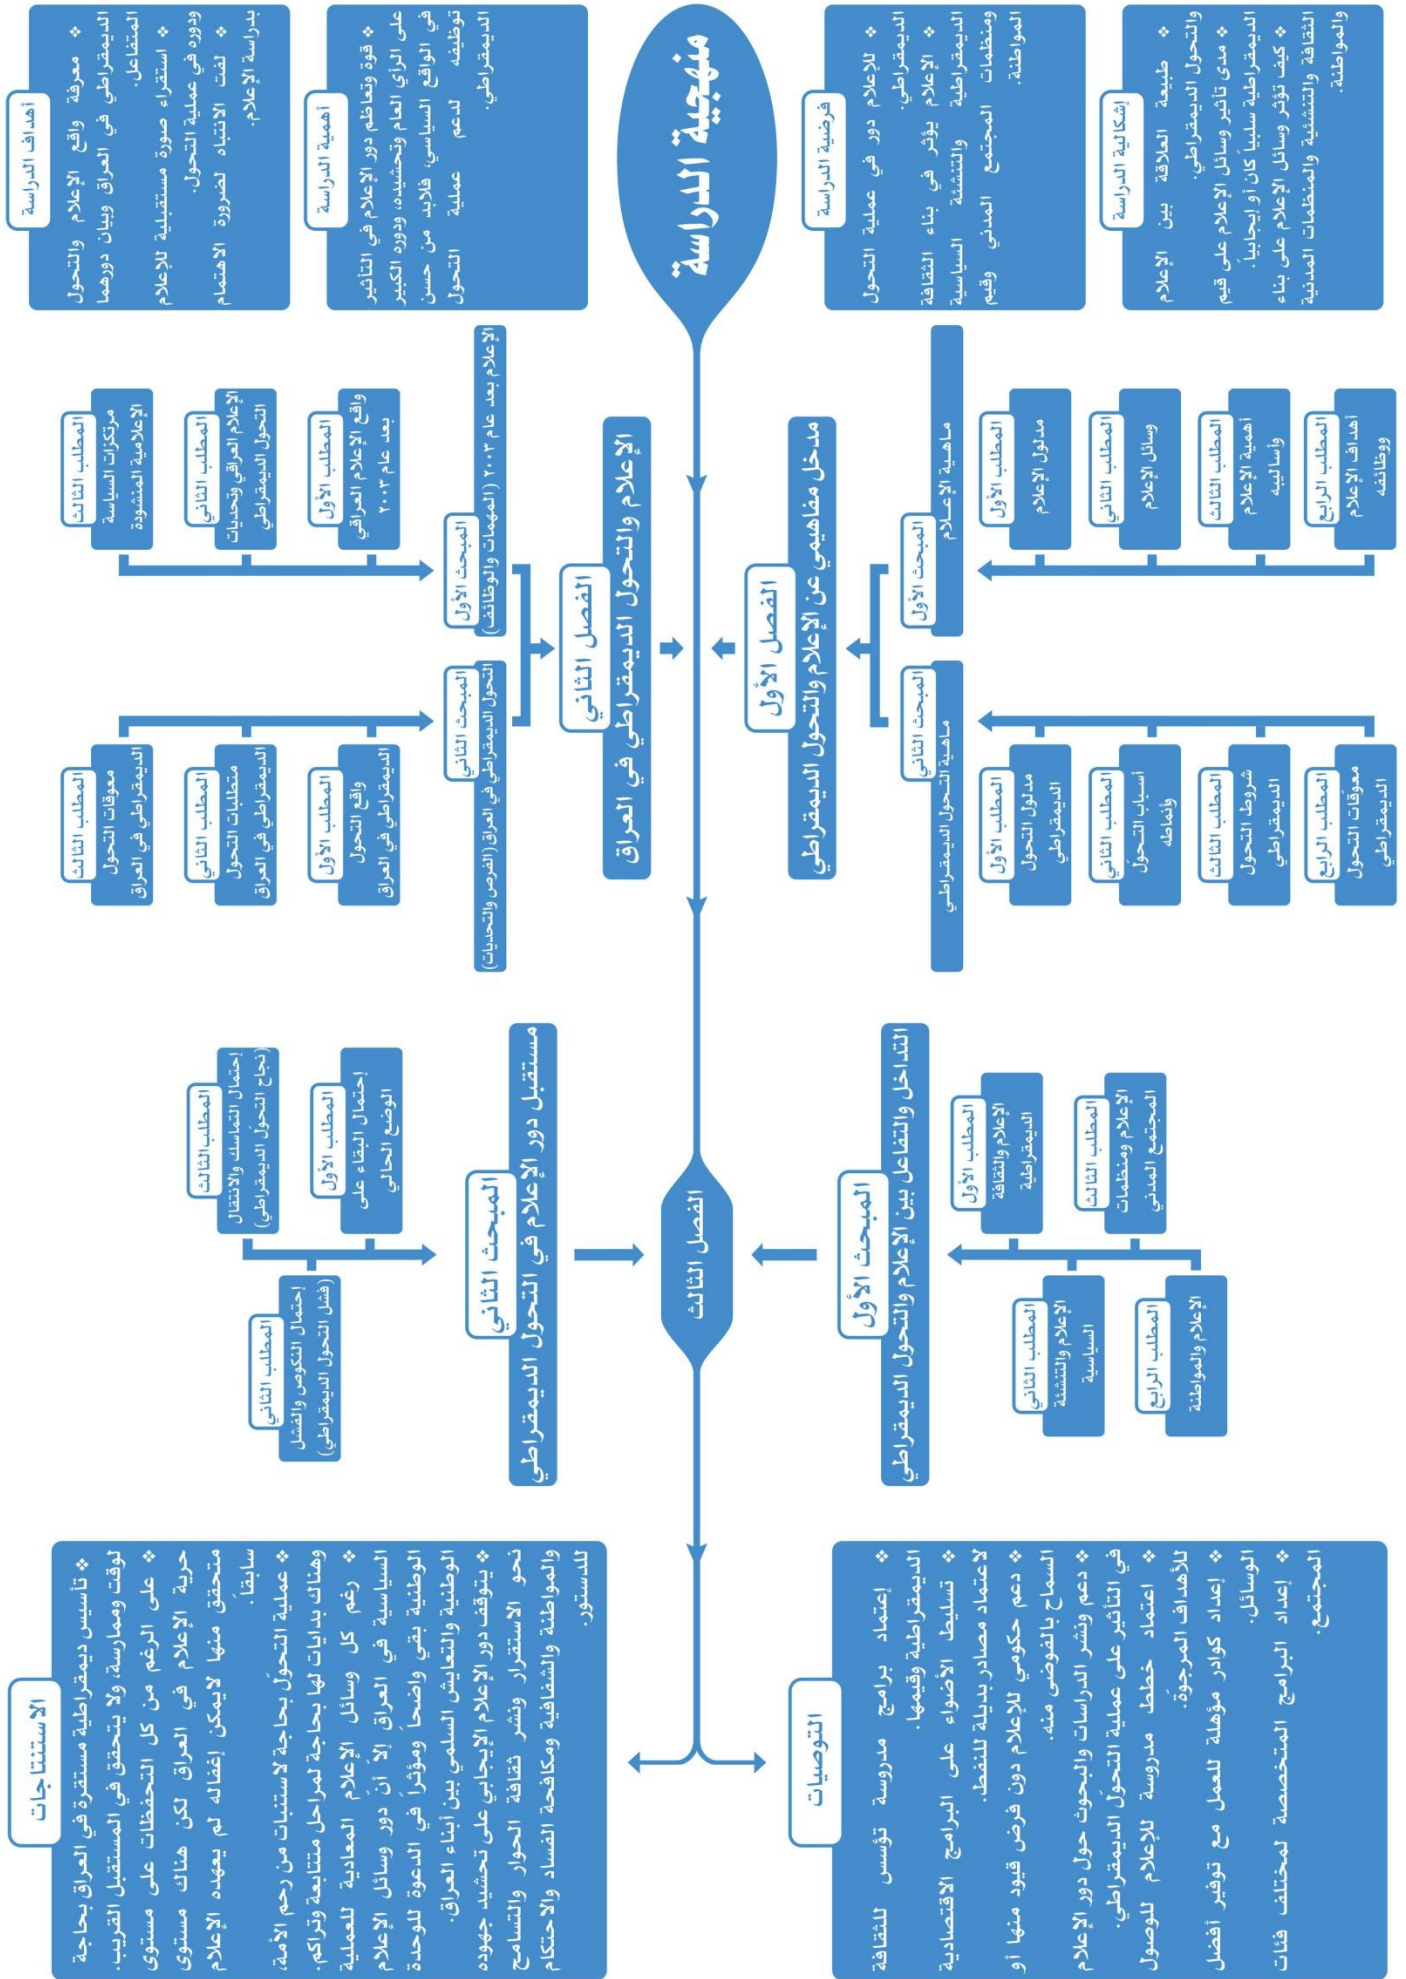 منهجية الدراسة
إشكالية الدراسة
❖ طبيعة العلاقة بين الإعلام
والتحول الديمقراطي.
❖ مدى تأثير وسائل الإعلام على قيم
الديمقراطية سلبياً كان أو إيجابياً.
❖ كيف تؤثر وسائل الإعلام على بناء
الثقافة والتنشئة والمنظمات المدنية
والمواطنة.
فرضية الدراسة
❖ للإعلام دور في عملية التحول
الديمقراطي.
❖ الإعلام يؤثر في بناء الثقافة
الديمقراطية والتنشئة السياسية
ومنظمات المجتمع المدني وقيم
المواطنة.
أهمية الدراسة
❖ قوة وتعاظم دور الإعلام في التأثير
على الرأي العام وتحشيده، ودوره الكبير
في الواقع السياسي، فلابد من حسن
توظيفه لدعم عملية التحول
الديمقراطي.
أهداف الدراسة
❖ معرفة واقع الإعلام والتحول
الديمقراطي في العراق وبيان دورهما
المتفاعل.
❖ استقراء صورة مستقبلية للإعلام
ودوره في عملية التحول.
❖ لفت الانتباه لضرورة الاهتمام
بدراسة الإعلام.
الفصل الأول
مدخل مفاهيمي عن الإعلام والتحول الديمقراطي
المبحث الأول
ماهية الإعلام
المطلب الأول
مدلول الإعلام
المطلب الثاني
وسائل الإعلام
المطلب الثالث
أهمية الإعلام
وأساليبه
المطلب الرابع
أهداف الإعلام
ووظائفه
المبحث الثاني
ماهية التحول الديمقراطي
المطلب الأول
مدلول التحول
الديمقراطي
المطلب الثاني
أسباب التحوّل
وأنماطه
المطلب الثالث
شروط التحول
الديمقراطي
المطلب الرابع
معوقات التحول
الديمقراطي
الفصل الثاني
الإعلام والتحول الديمقراطي في العراق
المبحث الأول
الإعلام بعد عام ٢٠٠٣ (المهمات والوظائف)
المطلب الأول
واقع الإعلام العراقي
بعد عام ٢٠٠٣
المطلب الثاني
الإعلام العراقي وتحديات
التحول الديمقراطي
المطلب الثالث
مرتكزات السياسة
الإعلامية المنشودة
المبحث الثاني
التحول الديمقراطي في العراق (الفرص والتحديات)
المطلب الأول
واقع التحول
الديمقراطي في العراق
المطلب الثاني
متطلبات التحول
الديمقراطي في العراق
المطلب الثالث
معوقات التحول
الديمقراطي في العراق
الفصل الثالث
المبحث الأول
التداخل والتفاعل بين الإعلام والتحول الديمقراطي
المطلب الأول
الإعلام والثقافة
الديمقراطية
المطلب الثاني
الإعلام والتنشئة
السياسية
المطلب الثالث
الإعلام ومنظمات
المجتمع المدني
المطلب الرابع
الإعلام والمواطنة
المبحث الثاني
مستقبل دور الإعلام في التحول الديمقراطي
المطلب الأول
إحتمال البقاء على
الوضع الحالي
المطلب الثاني
إحتمال النكوص والفشل
(فشل التحول الديمقراطي)
المطلب الثالث
إحتمال التماسك والانتقال
(نجاح التحوّل الديمقراطي)
الاستنتاجات
❖ تأسيس ديمقراطية مستقرة في العراق بحاجة
لوقت وممارسة، ولا يتحقق في المستقبل القريب.
❖ على الرغم من كل التحفظات على مستوى
حرية الإعلام في العراق لكن هناك مستوى
متحقق منها لايمكن إغفاله لم يعهده الإعلام
سابقاً.
❖ عملية التحوّل بحاجة لاستنبات من رحم الأمة،
وهناك بدايات لها بحاجة لمراحل متتابعة وتراكم.
❖ رغم كل وسائل الإعلام المعادية للعملية
السياسية في العراق إلاّ أنّ دور وسائل الإعلام
الوطنية بقي واضحاً ومؤثراً في الدعوة للوحدة
الوطنية والتعايش السلمي بين أبناء العراق.
❖ يتوقف دور الإعلام الإيجابي على تحشيد جهوده
نحو الاستقرار ونشر ثقافة الحوار والتسامح
والمواطنة والشفافية ومكافحة الفساد والاحتكام
للدستور.
التوصيات
❖ إعتماد برامج مدروسة تؤسس للثقافة
الديمقراطية وقيمها.
❖ تسليط الأضواء على البرامج الاقتصادية
لاعتماد مصادر بديلة للنفط.
❖ دعم حكومي للإعلام دون فرض قيود منها أو
السماح بالفوضى منه.
❖ دعم ونشر الدراسات والبحوث حول دور الإعلام
في التأثير على عملية التحوّل الديمقراطي.
❖ اعتماد خطط مدروسة للإعلام للوصول
للأهداف المرجوّة.
❖ إعداد كوادر مؤهلة للعمل مع توفير أفضل
الوسائل.
❖ إعداد البرامج المتخصصة لمختلف فئات
المجتمع.